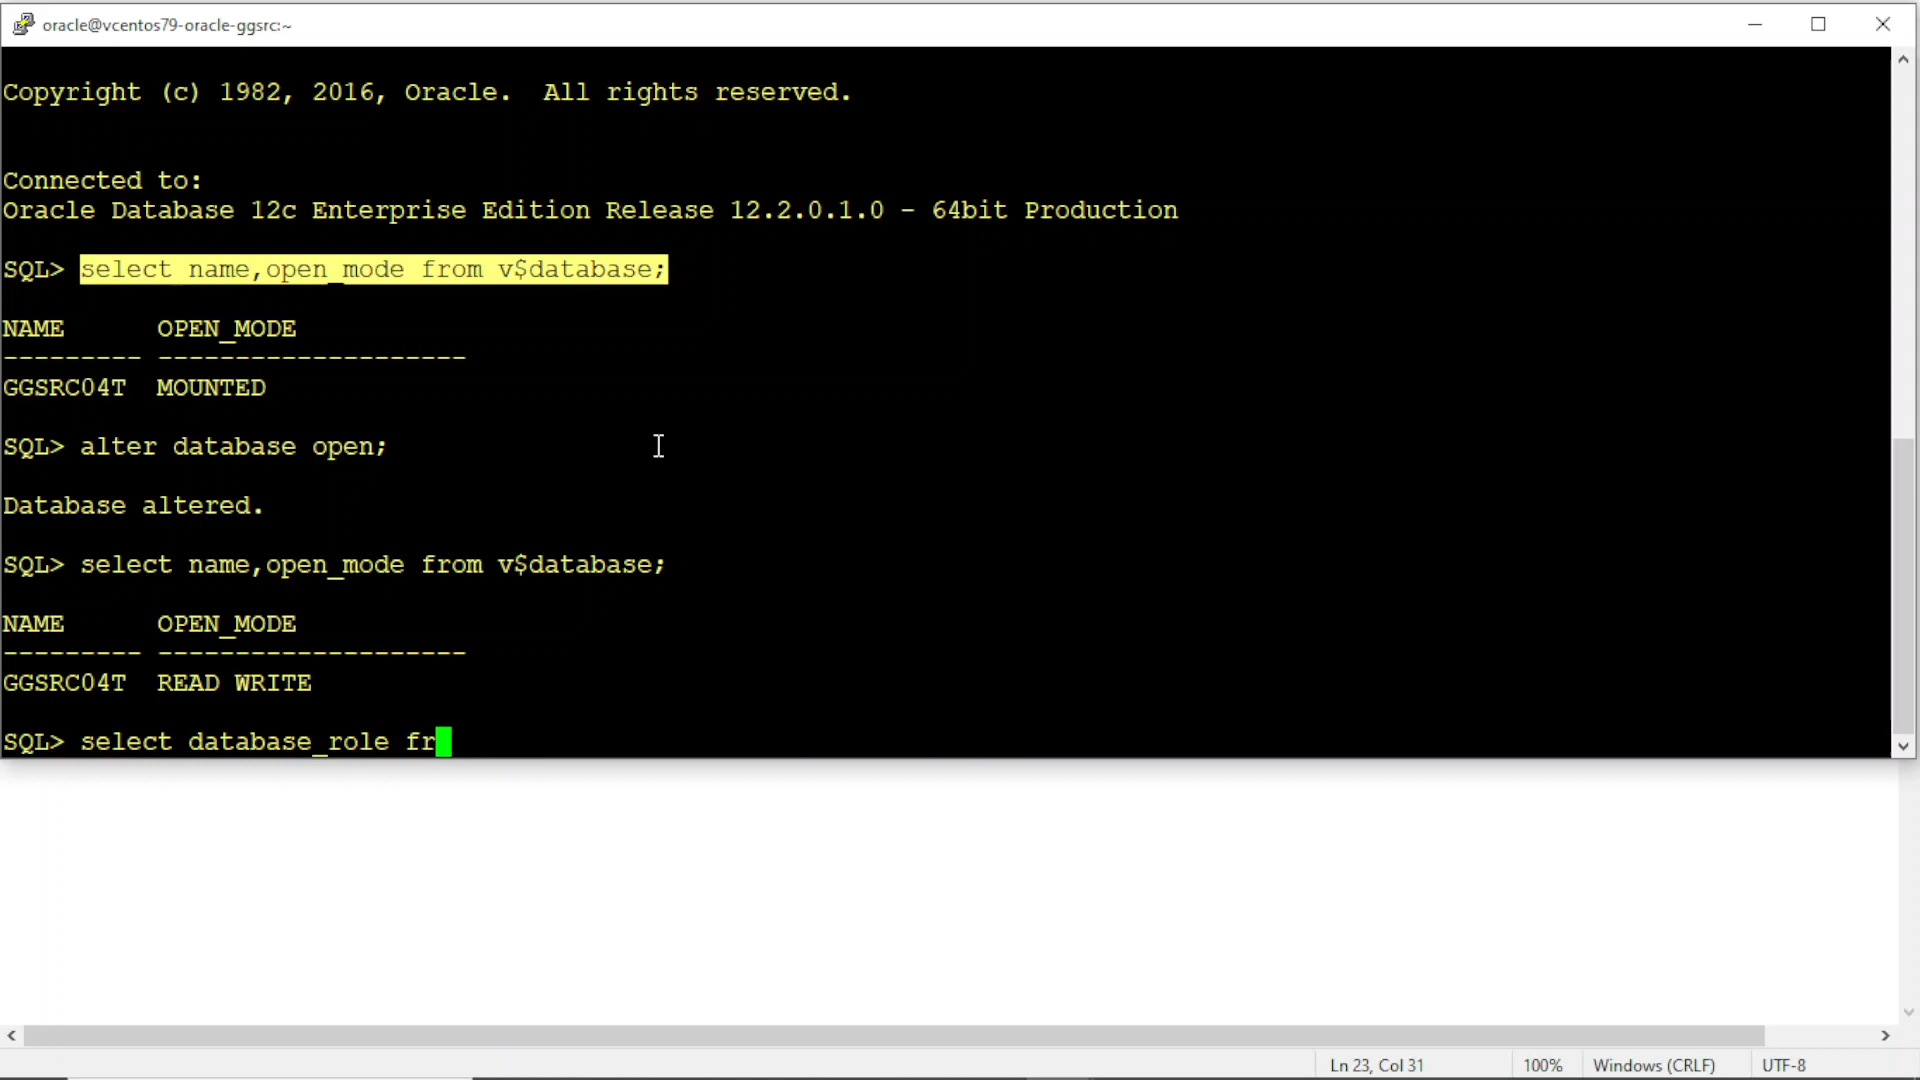 oracle@vcentos79-oracle-ggsrc:~
Copyright (c) 1982, 2016, Oracle.  All rights reserved.
Connected to:
Oracle Database 12c Enterprise Edition Release 12.2.0.1.0 - 64bit Production
SQL> select name,open_mode from v$database;
NAME      OPEN_MODE
--------- --------------------
GGSRC04T  MOUNTED
SQL> alter database open;
Database altered.
SQL> select name,open_mode from v$database;
NAME      OPEN_MODE
--------- --------------------
GGSRC04T  READ WRITE
SQL> select database_role fr
Ln 23, Col 31 100% Windows (CRLF) UTF-8